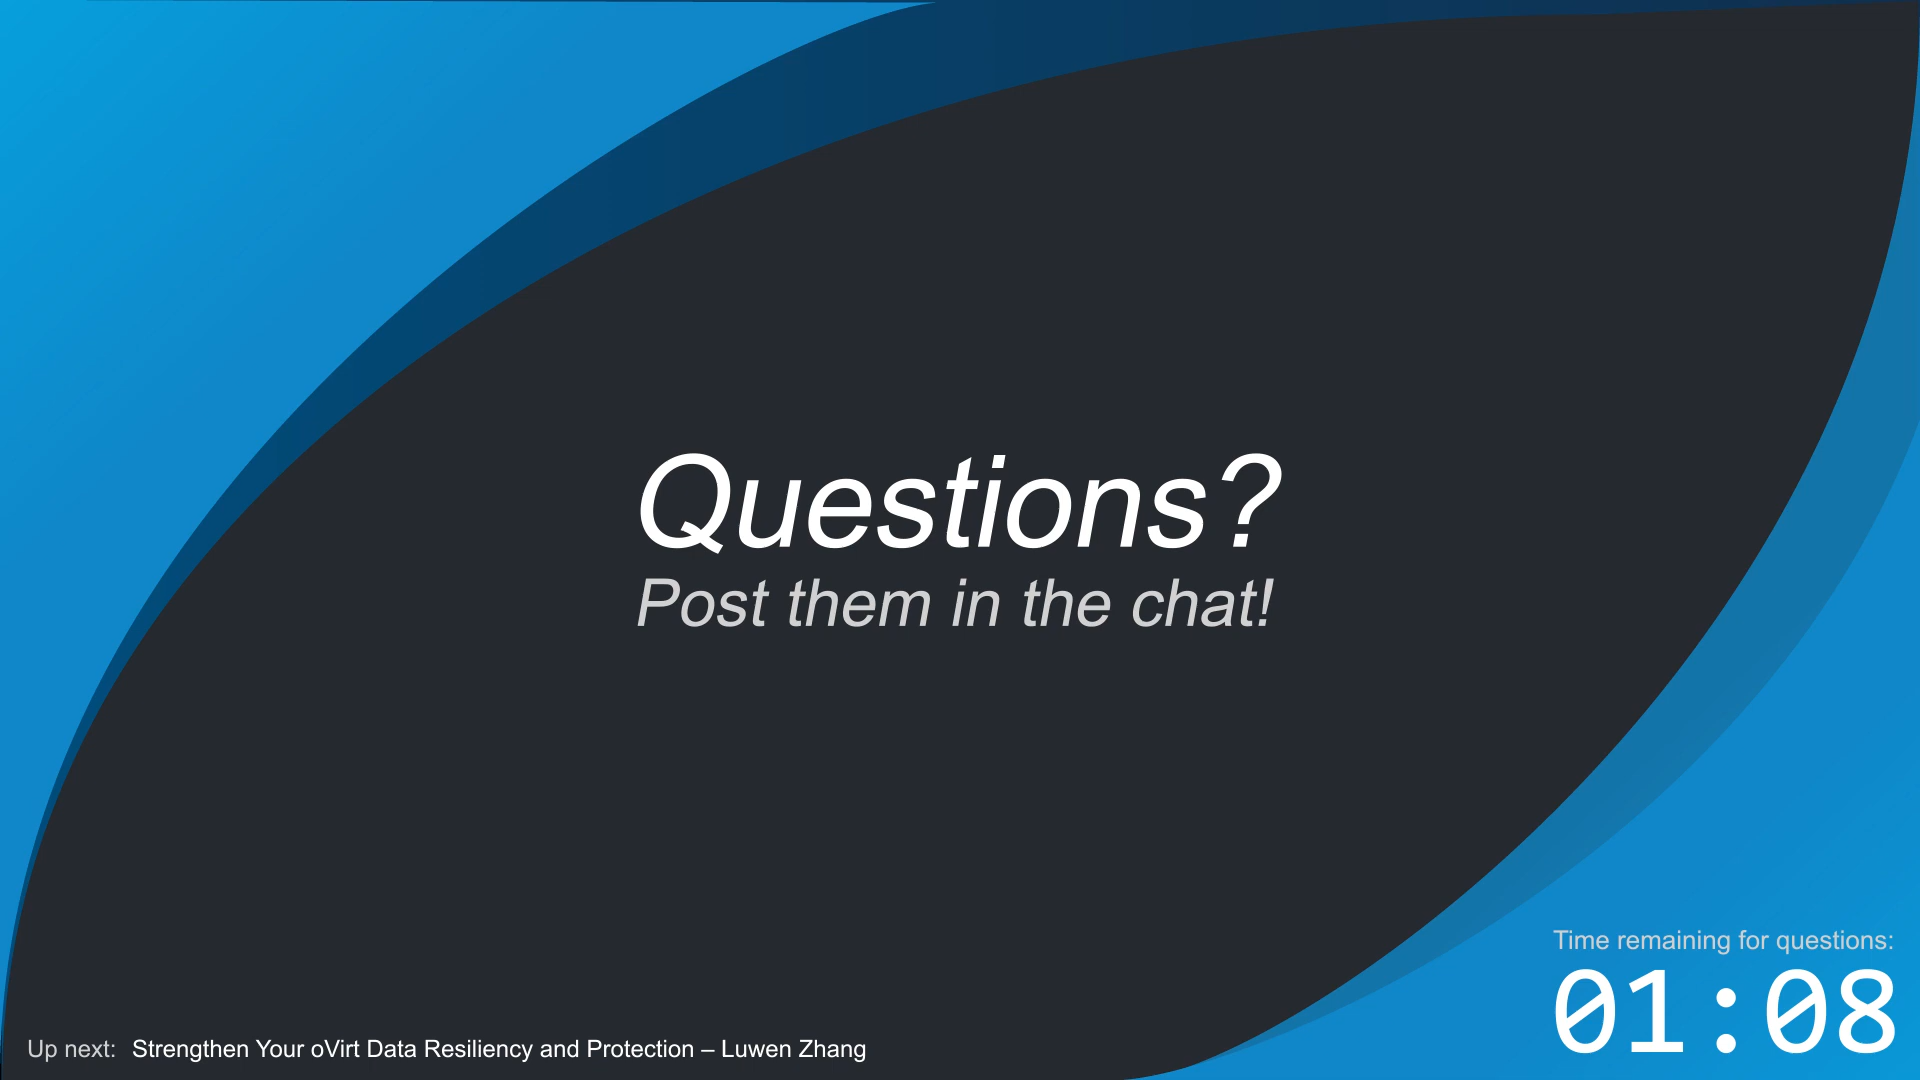 Questions?
Post them in the chat!
Time remaining for questions:
01:08
Up next: Strengthen Your oVirt Data Resiliency and Protection – Luwen Zhang